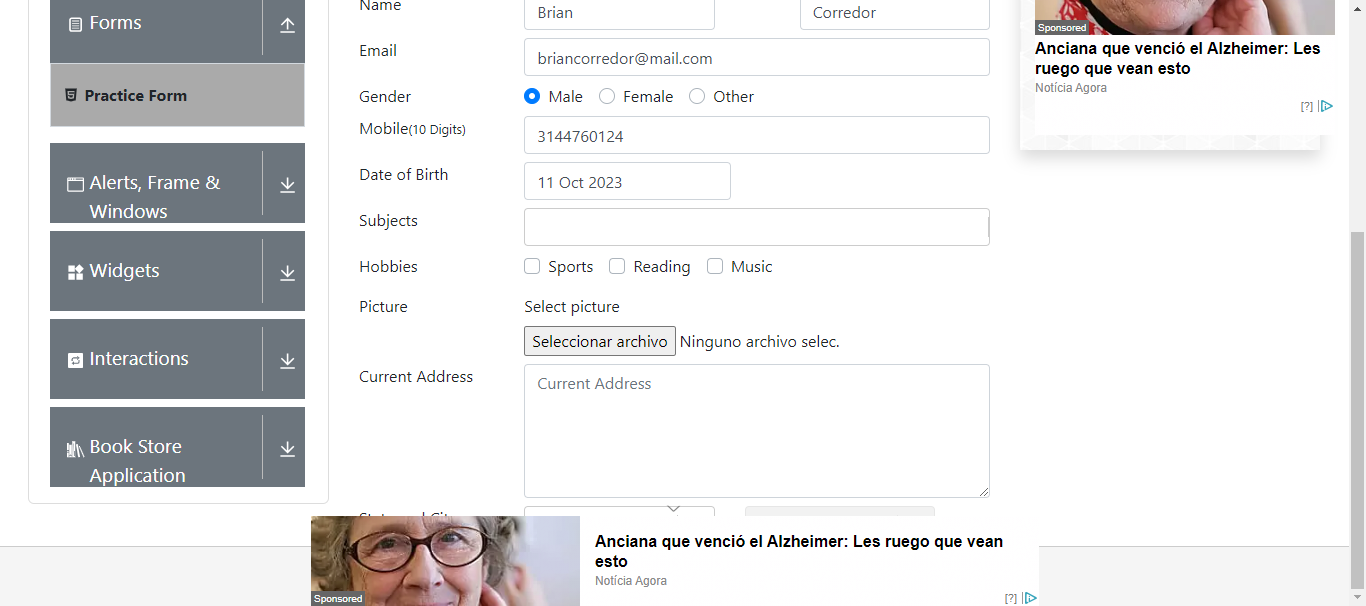 Forms
Practice Form
Alerts, Frame &
Windows
Widgets
Interactions
Book Store
Application
Name
Brian
Corredor
Email
briancorredor@mail.com
Gender
Male
Female
Other
Mobile(10 Digits)
3144760124
Date of Birth
11 Oct 2023
Subjects
Hobbies
Sports
Reading
Music
Picture
Select picture
Seleccionar archivo
Ninguno archivo selec.
Current Address
Current Address
Sponsored
Anciana que venció el Alzheimer: Les
ruego que vean esto
Notícia Agora
[?]
Sponsored
Anciana que venció el Alzheimer: Les ruego que vean
esto
Notícia Agora
[?]